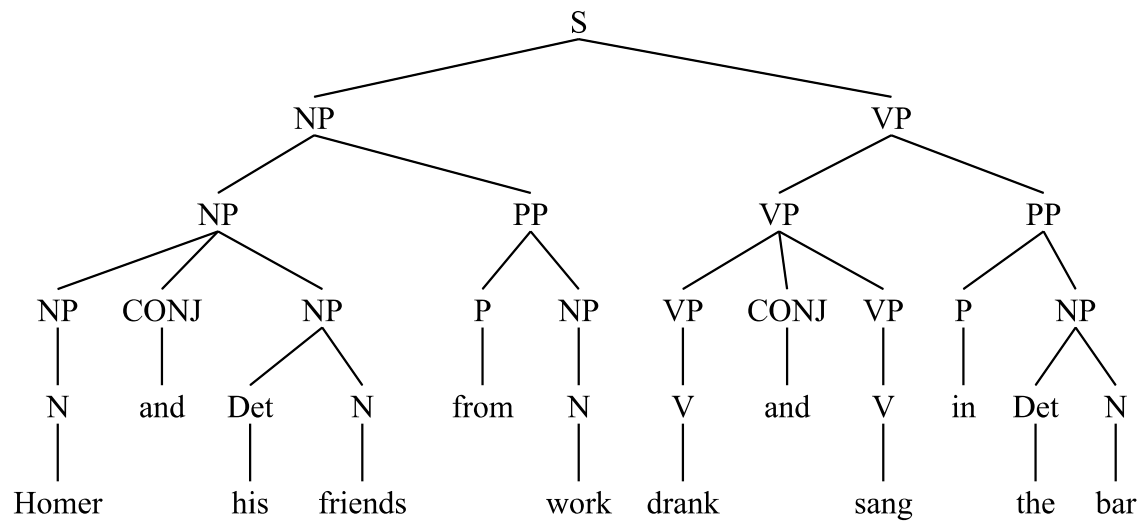 S
NP VP
NP PP VP PP
NP CONJ NP P NP VP CONJ VP P NP
N and Det N from N V and V in Det N
Homer his friends work drank sang the bar